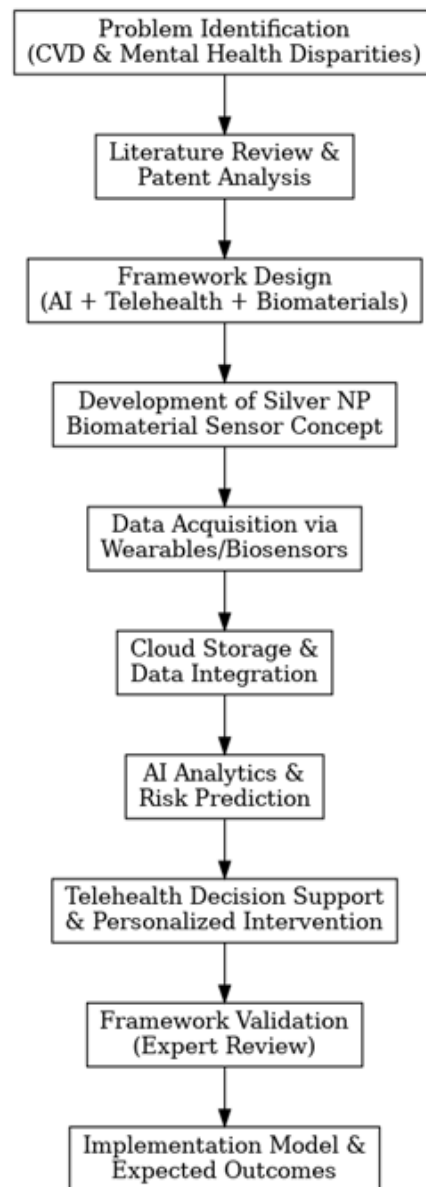 Problem Identification
(CVD & Mental Health Disparities)
Literature Review &
Patent Analysis
Framework Design
(AI + Telehealth + Biomaterials)
Development of Silver NP
Biomaterial Sensor Concept
Data Acquisition via
Wearables/Biosensors
Cloud Storage &
Data Integration
AI Analytics &
Risk Prediction
Telehealth Decision Support
& Personalized Intervention
Framework Validation
(Expert Review)
Implementation Model &
Expected Outcomes